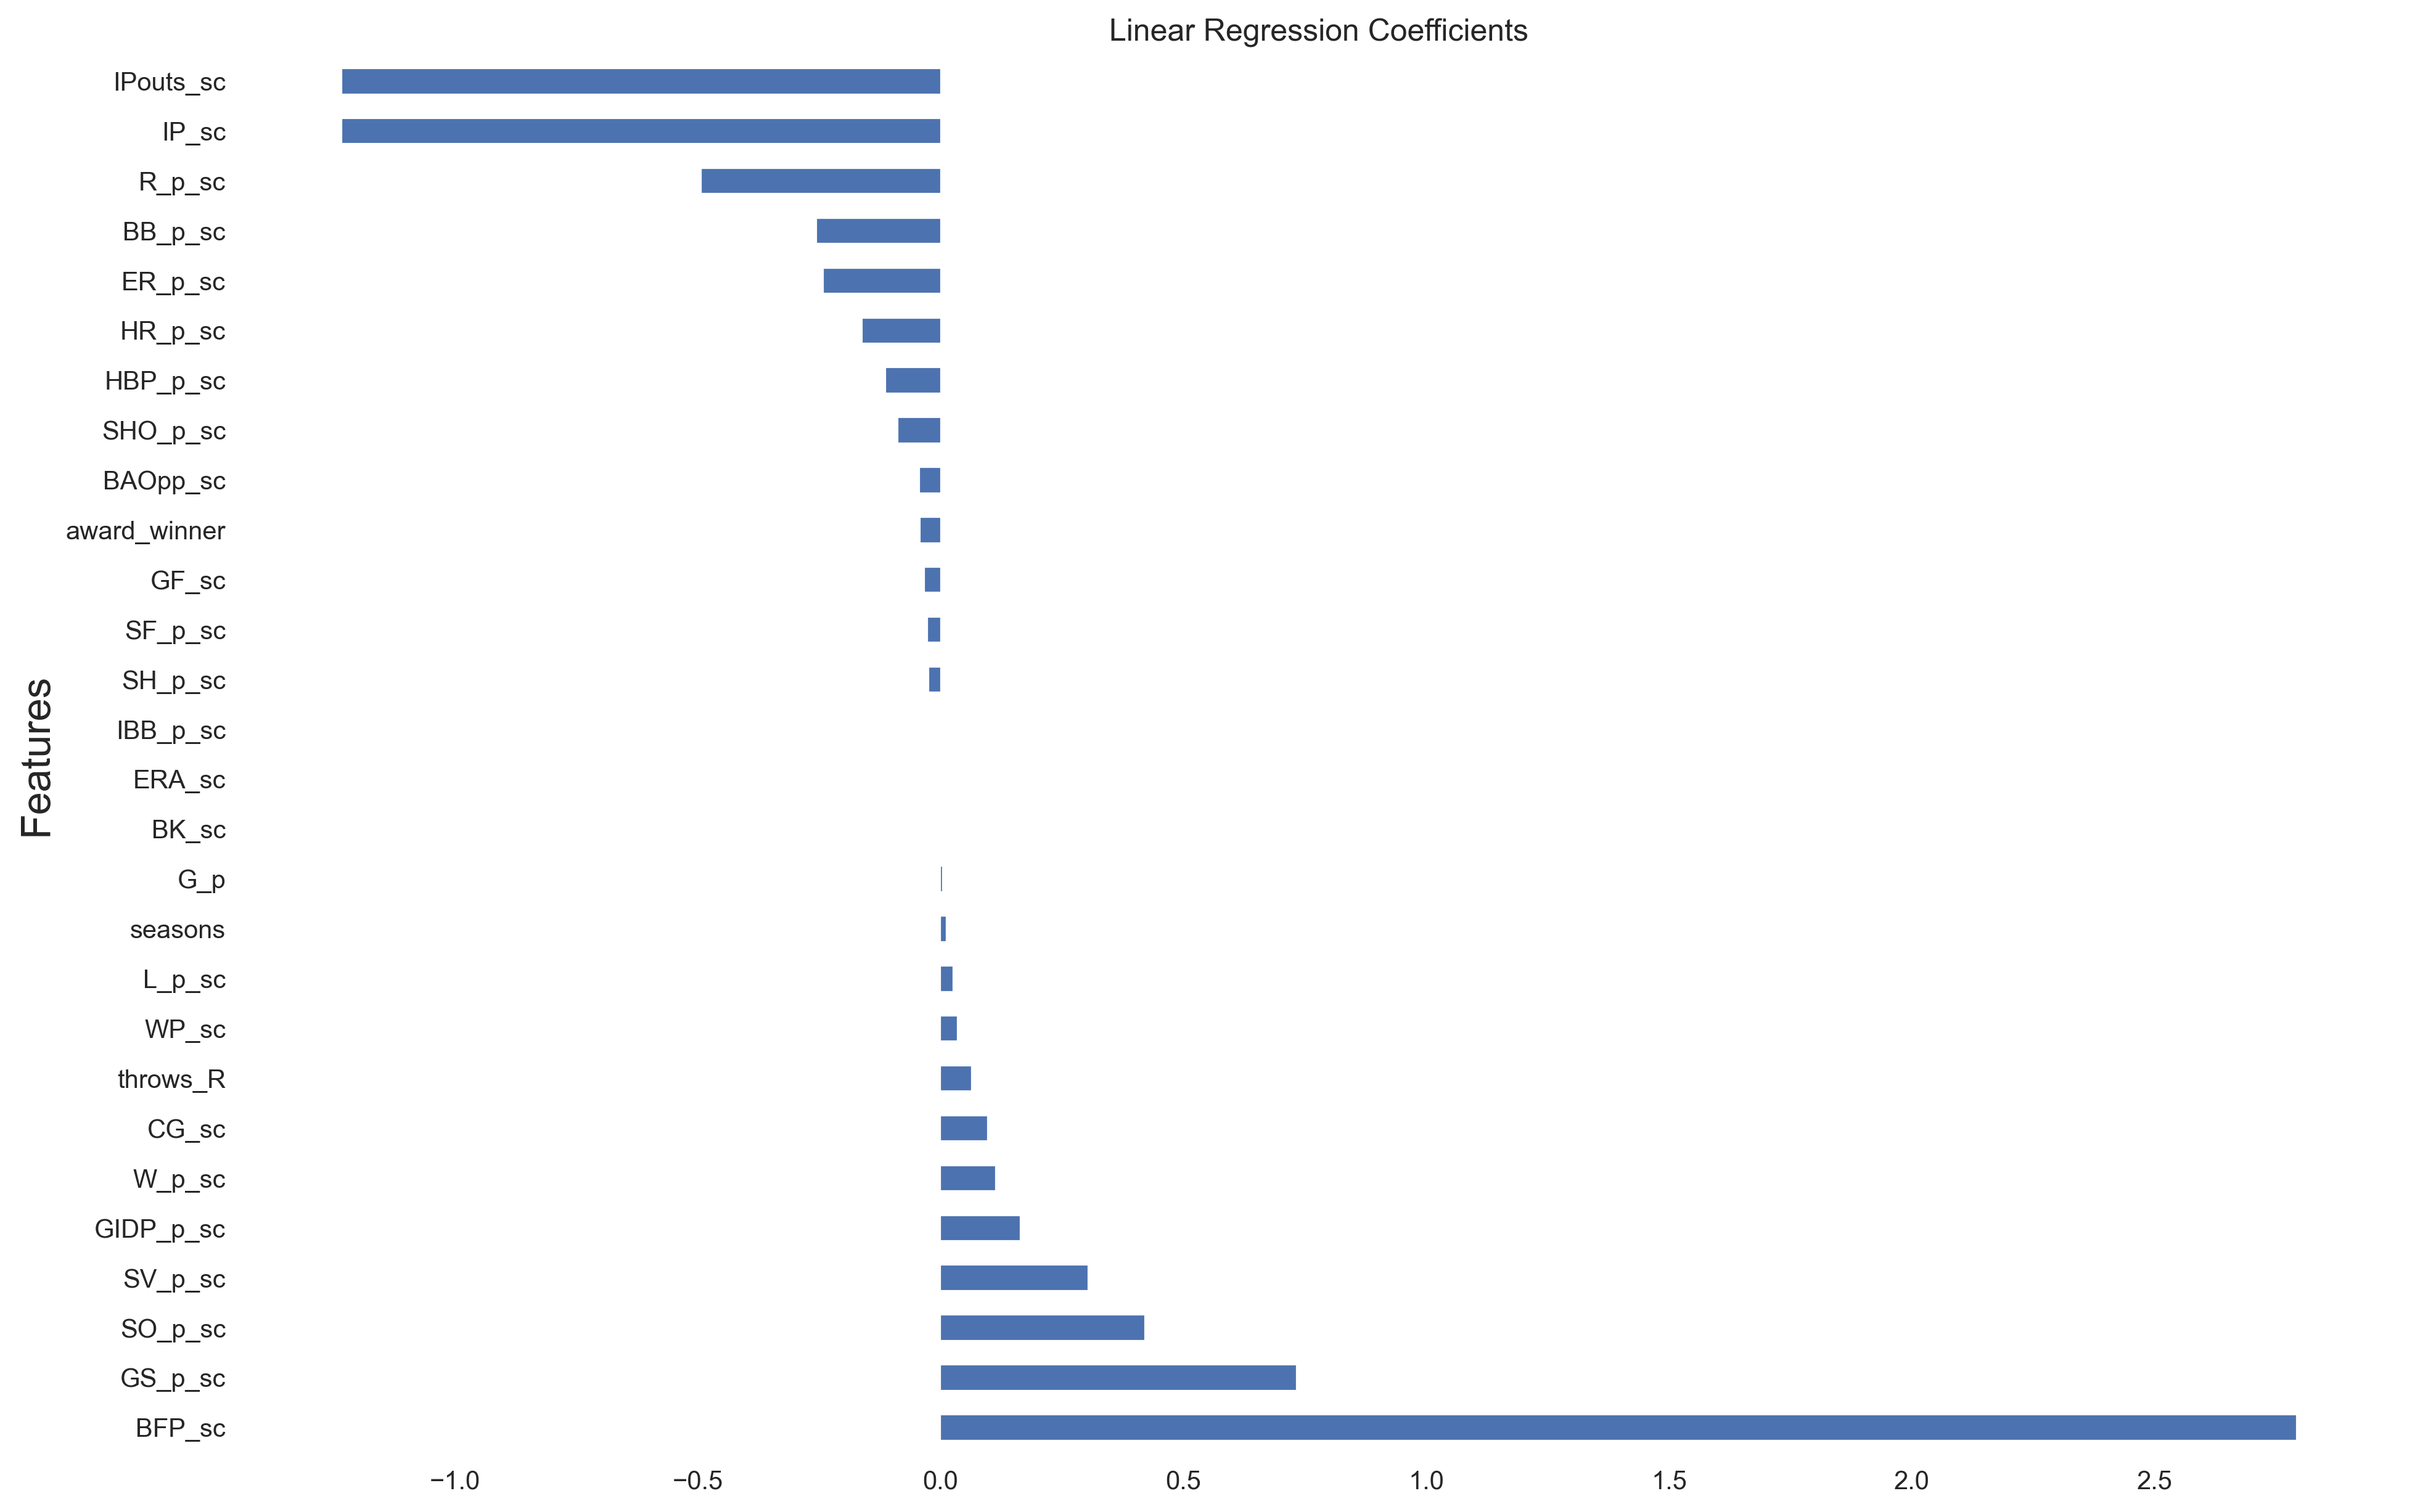 Linear Regression Coefficients
IPouts_sc
IP_sc
R_p_sc
BB_p_sc
ER_p_sc
HR_p_sc
HBP_p_sc
SHO_p_sc
BAOpp_sc
award_winner
GF_sc
SF_p_sc
SH_p_sc
IBB_p_sc
ERA_sc
BK_sc
G_p
seasons
L_p_sc
WP_sc
throws_R
CG_sc
W_p_sc
GIDP_p_sc
SV_p_sc
SO_p_sc
GS_p_sc
BFP_sc
Features
−1.0 −0.5 0.0 0.5 1.0 1.5 2.0 2.5